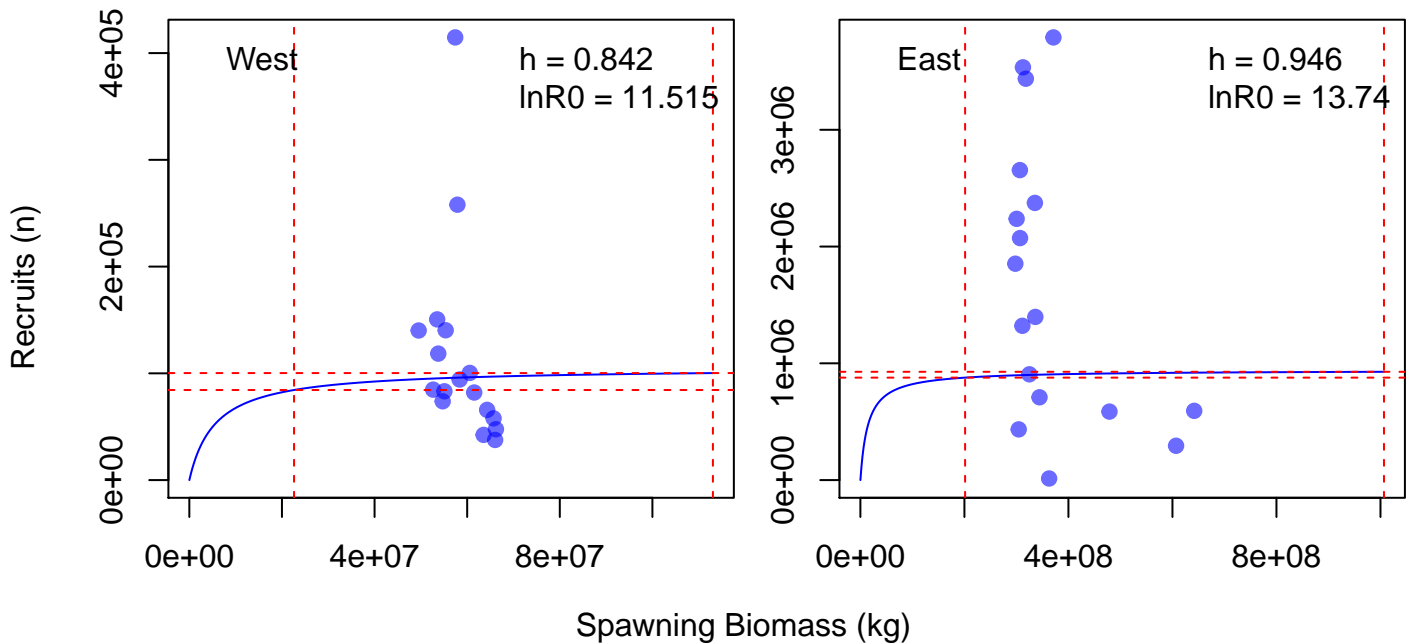 West
h = 0.842
lnR0 = 11.515
East
h = 0.946
lnR0 = 13.74
4e+05
2e+05
0e+00
3e+06
2e+06
1e+06
0e+00
Recruits (n)
0e+00
4e+07
8e+07
0e+00
4e+08
8e+08
Spawning Biomass (kg)